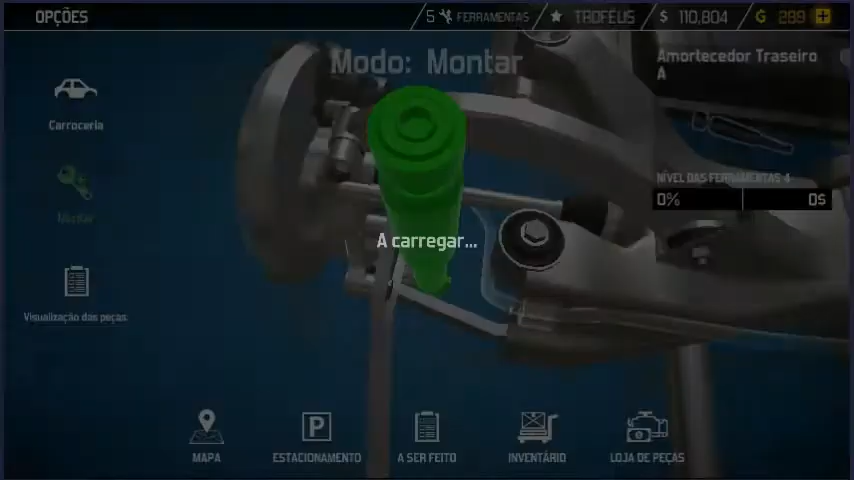 OPÇÕES
5 FERRAMENTAS
TROFÉUS
$ 110,804
G 289
Modo: Montar
Amortecedor Traseiro
A
Carroceria
NÍVEL DAS FERRAMENTAS 4
0% 0$
Montar
A carregar...
Visualização das peças
MAPA
ESTACIONAMENTO
A SER FEITO
INVENTÁRIO
LOJA DE PEÇAS